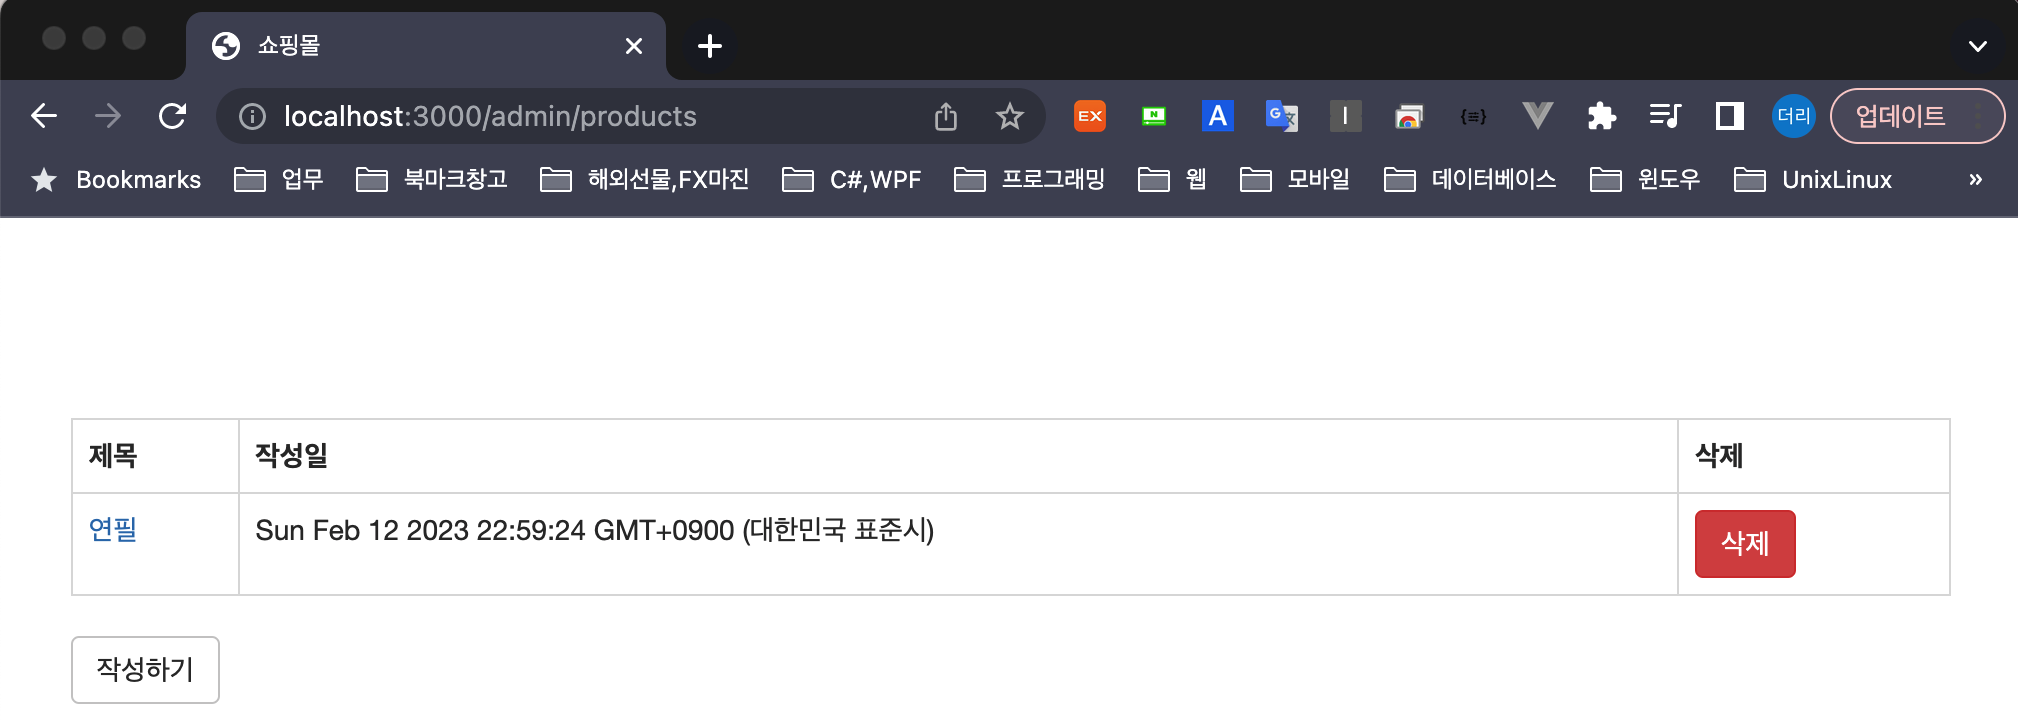 쇼핑몰
localhost:3000/admin/products
EX
N
A
G 文
I
{≡}
더리
업데이트
Bookmarks 업무 북마크창고 해외선물,FX마진 C#,WPF 프로그래밍 웹 모바일 데이터베이스 윈도우 UnixLinux »
제목 작성일 삭제
연필 Sun Feb 12 2023 22:59:24 GMT+0900 (대한민국 표준시) 삭제
작성하기